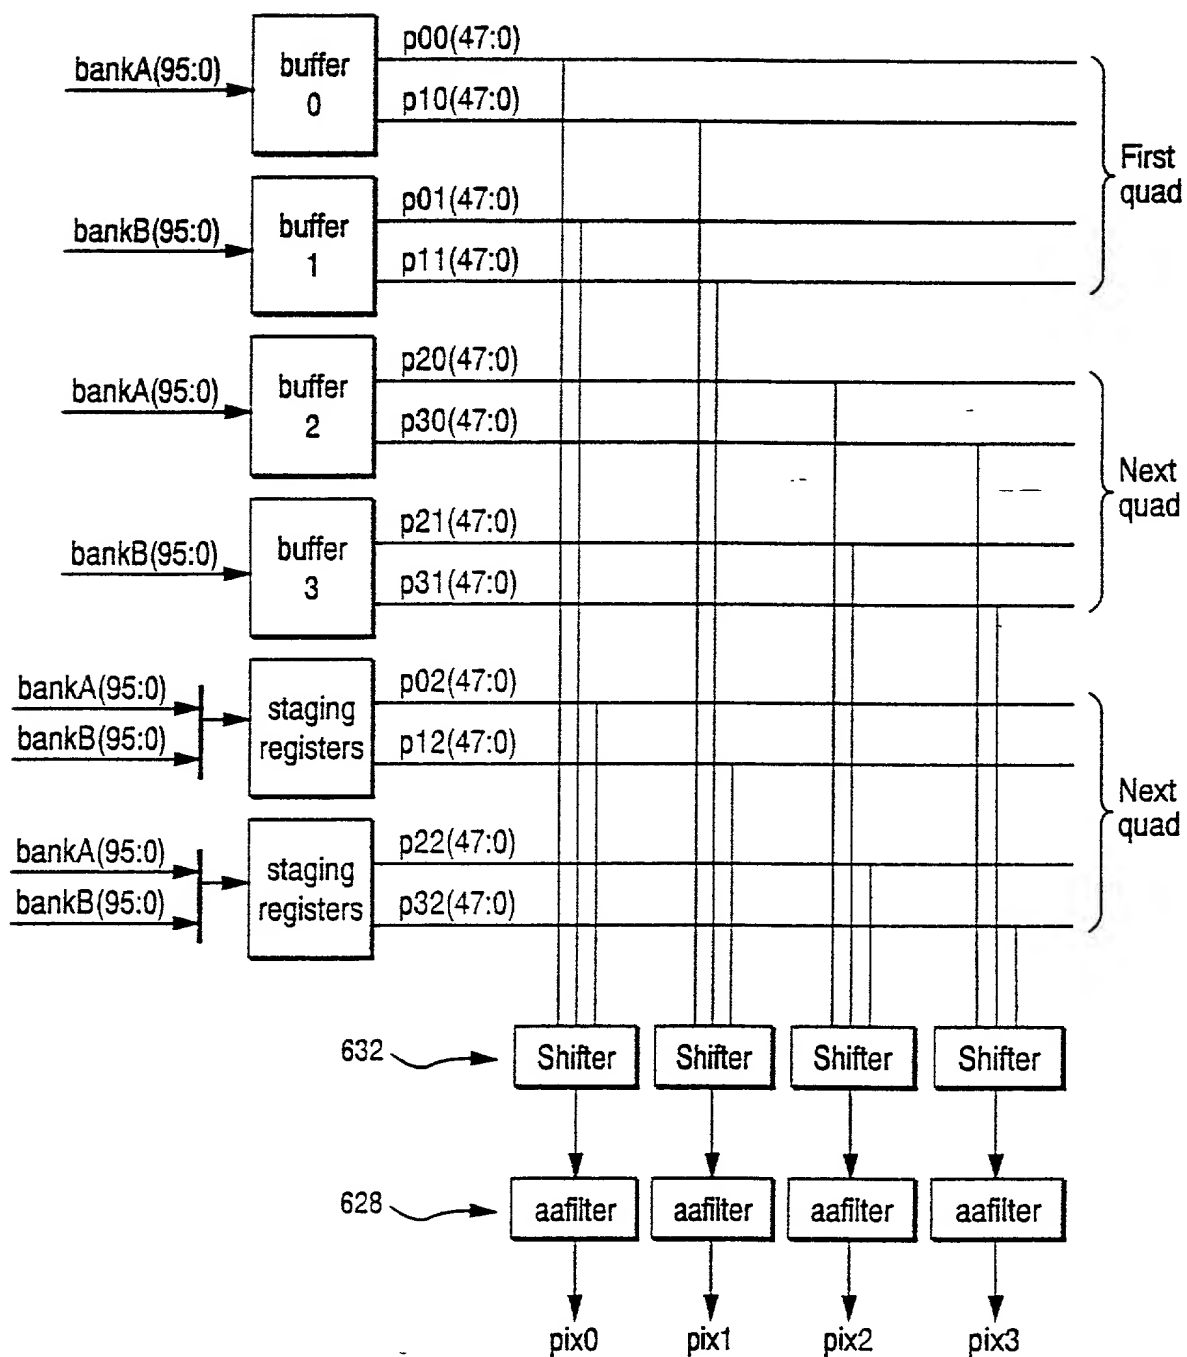 bankA(95:0)
buffer
0
p00(47:0)
p10(47:0)
First
quad
bankB(95:0)
buffer
1
p01(47:0)
p11(47:0)
bankA(95:0)
buffer
2
p20(47:0)
p30(47:0)
Next
quad
bankB(95:0)
buffer
3
p21(47:0)
p31(47:0)
bankA(95:0)
bankB(95:0)
staging
registers
p02(47:0)
p12(47:0)
Next
quad
bankA(95:0)
bankB(95:0)
staging
registers
p22(47:0)
p32(47:0)
632
Shifter
Shifter
Shifter
Shifter
628
aafilter
aafilter
aafilter
aafilter
pix0
pix1
pix2
pix3